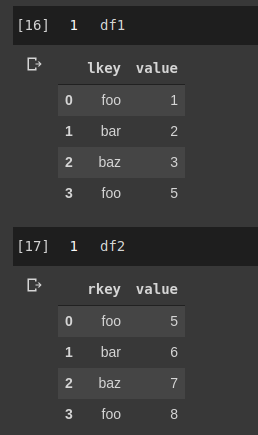 [16] 1 df1
lkey value
0 foo 1
1 bar 2
2 baz 3
3 foo 5
[17] 1 df2
rkey value
0 foo 5
1 bar 6
2 baz 7
3 foo 8